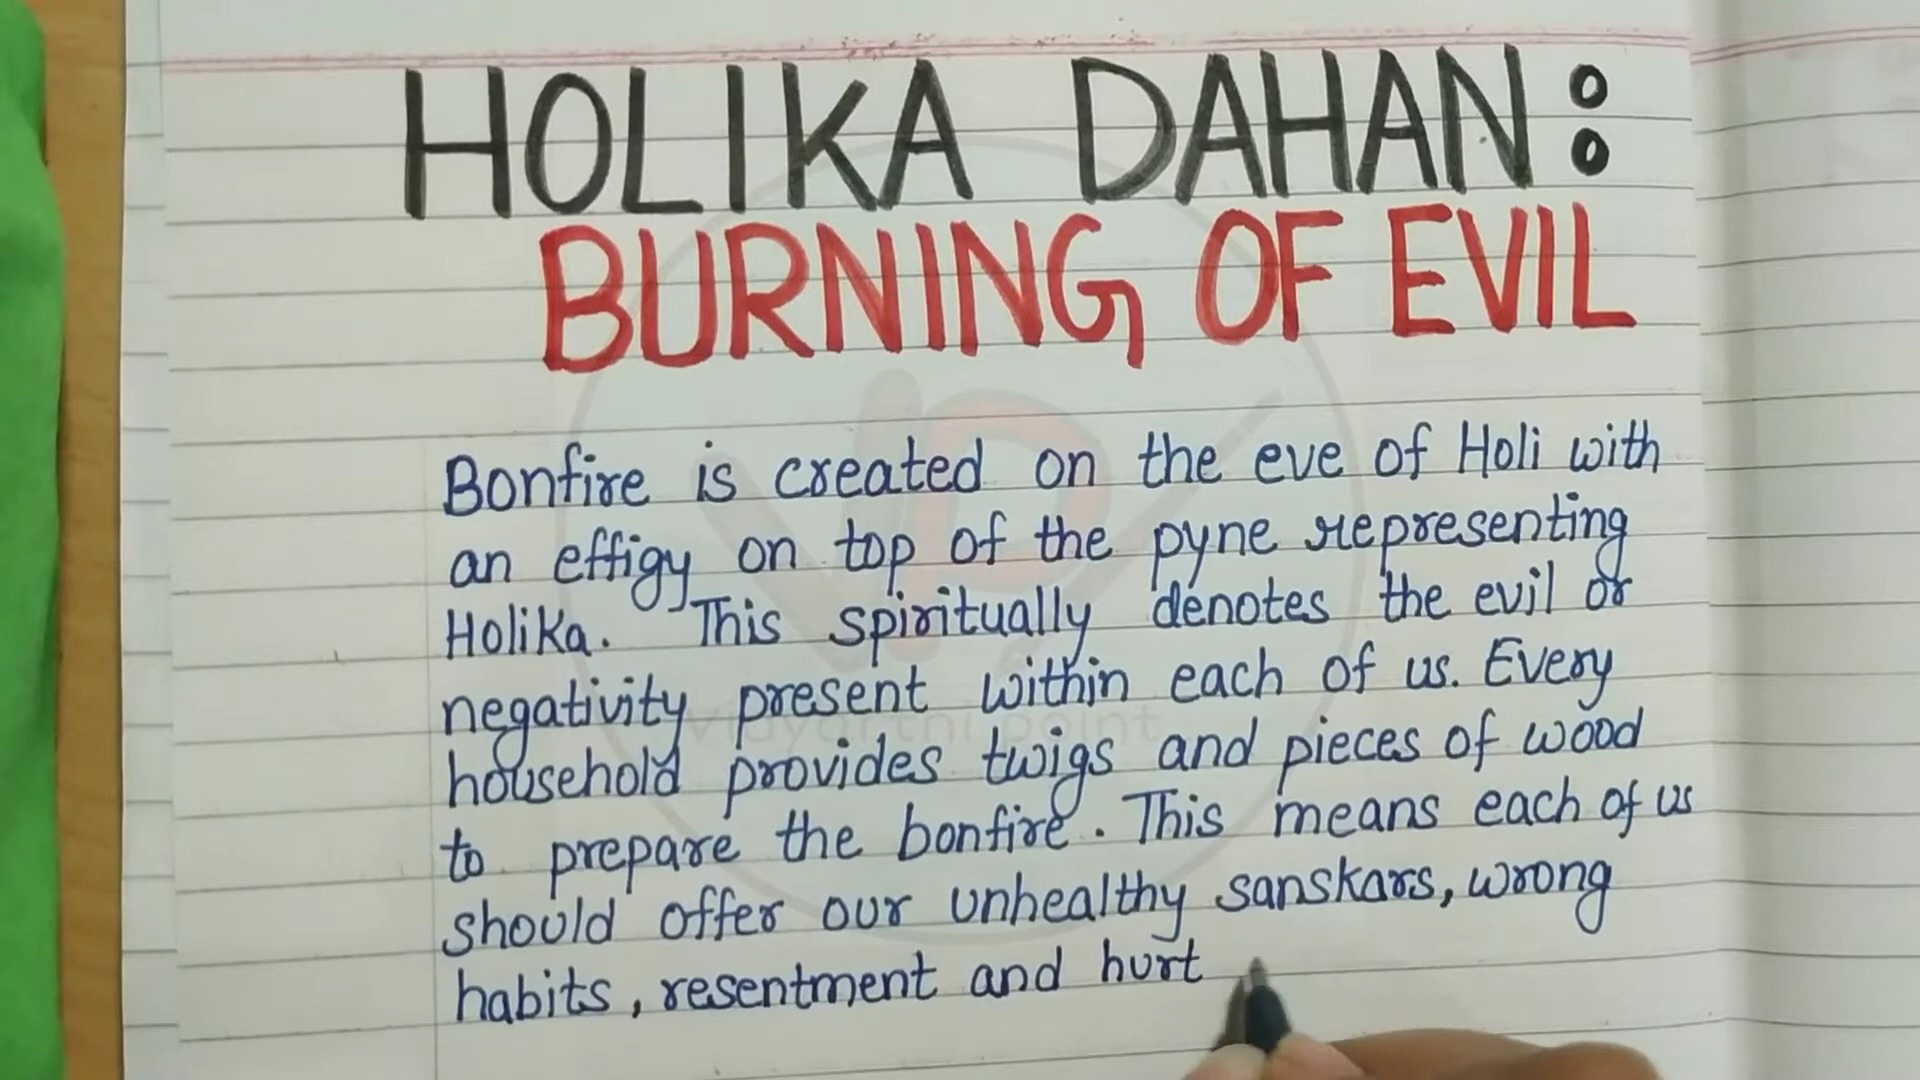 HOLIKA DAHAN:
BURNING OF EVIL
Bonfire is created on the eve of Holi with
an effigy on top of the pyne representing
Holika. This spiritually denotes the evil or
negativity present within each of us. Every
household provides twigs and pieces of wood
to prepare the bonfire. This means each of us
should offer our unhealthy sanskars, wrong
habits, resentment and hurt
Vidyarthi point